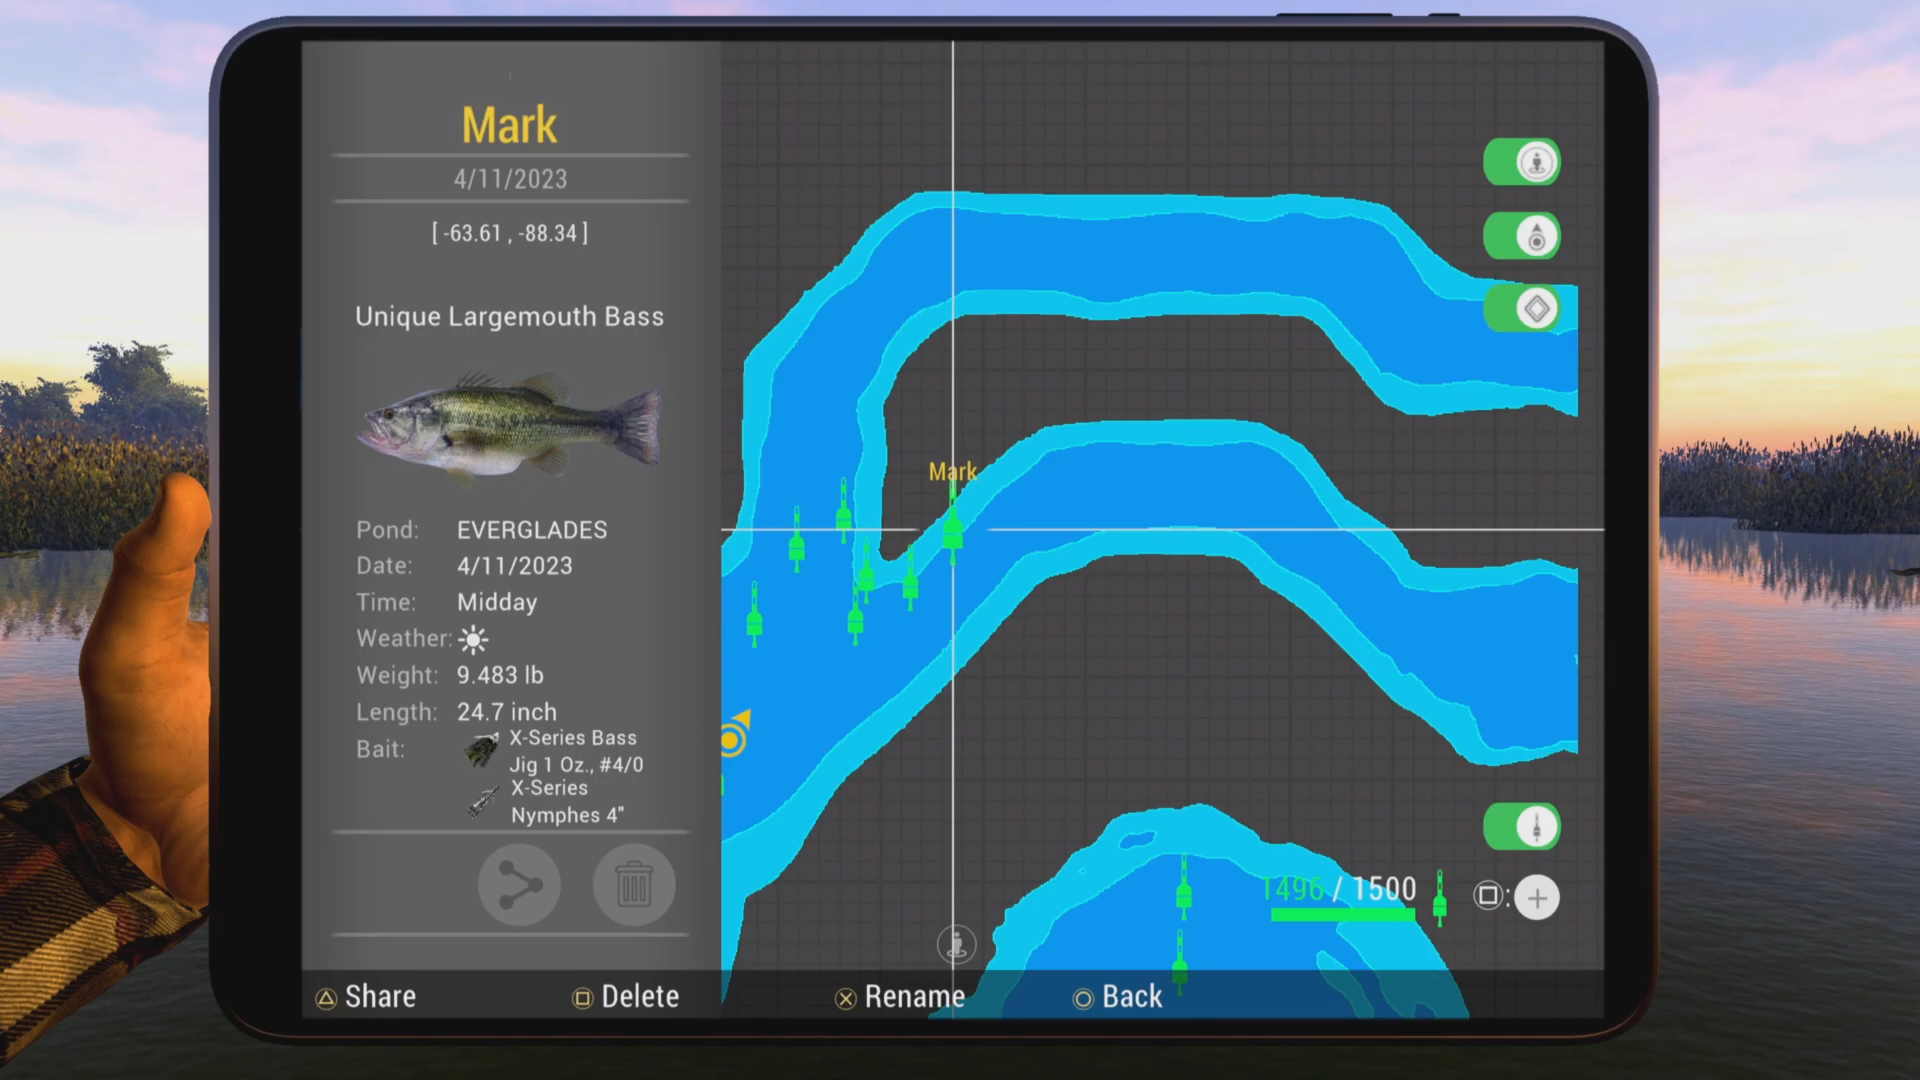 Mark
4/11/2023
[ -63.61 , -88.34 ]
Unique Largemouth Bass
Pond: EVERGLADES
Date: 4/11/2023
Time: Midday
Weather:
Weight: 9.483 lb
Length: 24.7 inch
Bait: X-Series Bass
Jig 1 Oz., #4/0
X-Series
Nymphes 4"
Mark
1496 / 1500
:
Share
Delete
Rename
Back